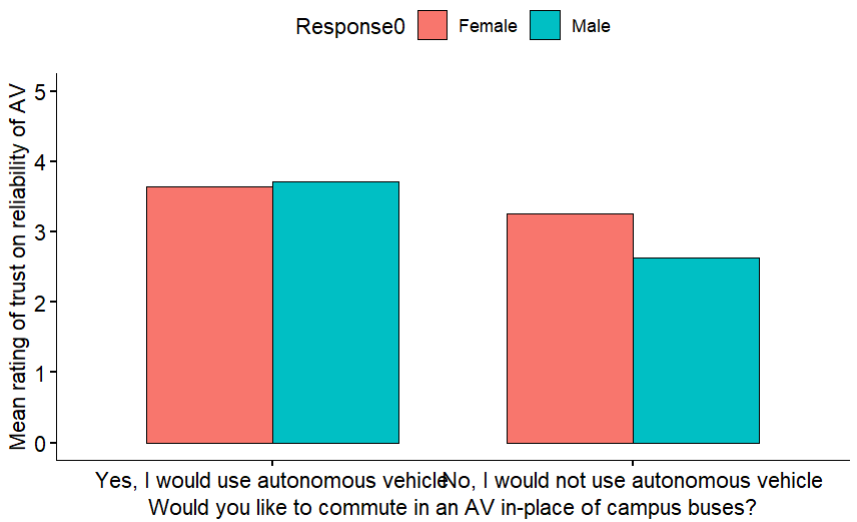 Response0 Female Male
Mean rating of trust on reliability of AV
5
4
3
2
1
0
Yes, I would use autonomous vehicle
No, I would not use autonomous vehicle
Would you like to commute in an AV in-place of campus buses?